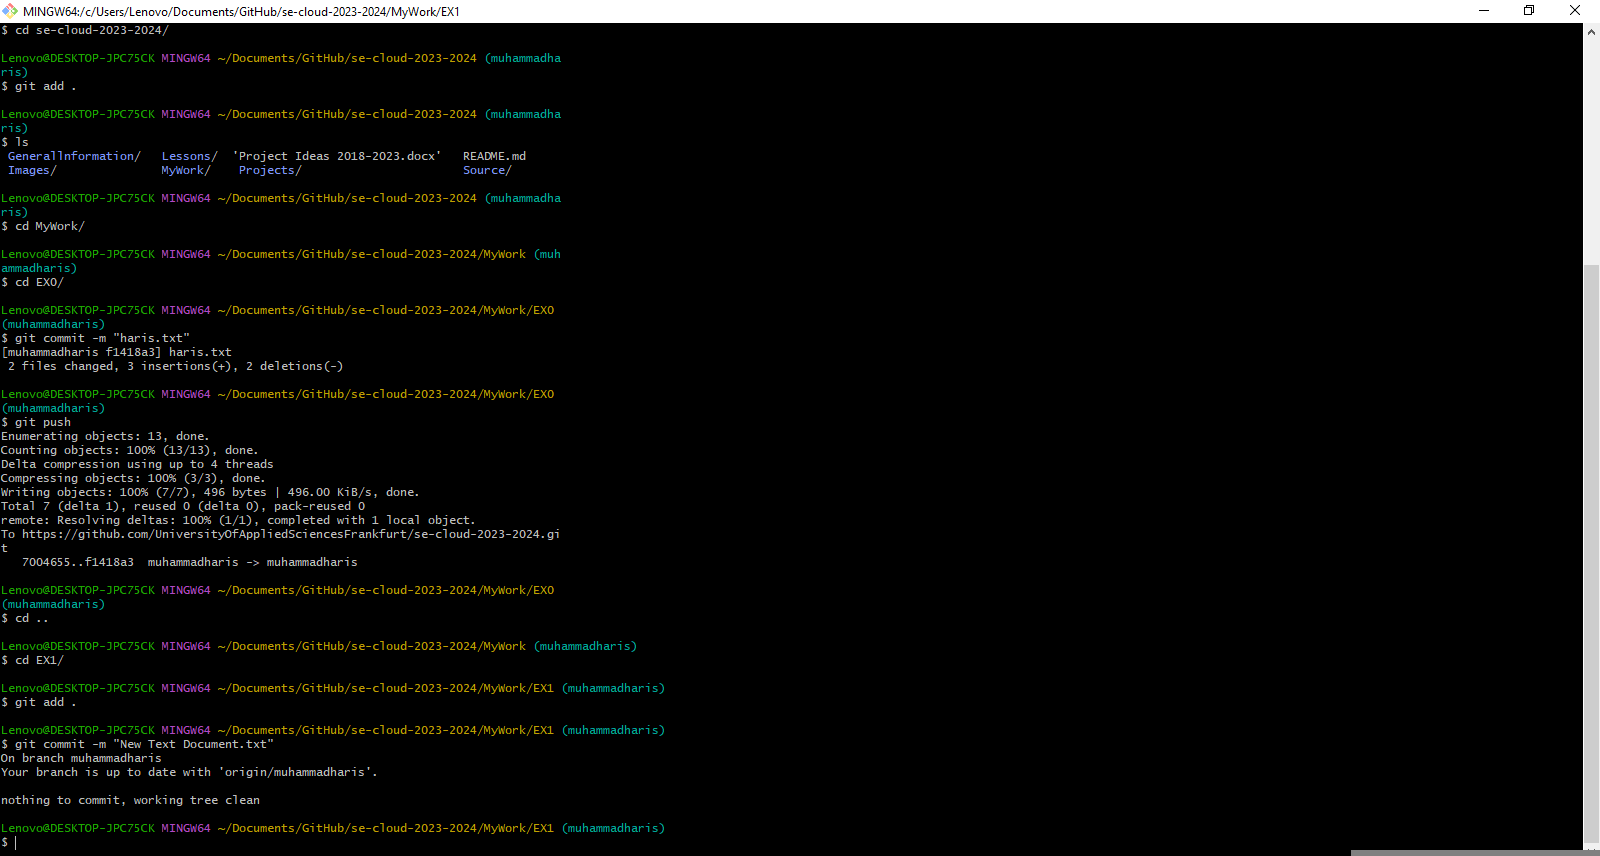 MINGW64:/c/Users/Lenovo/Documents/GitHub/se-cloud-2023-2024/MyWork/EX1
$ cd se-cloud-2023-2024/
Lenovo@DESKTOP-JPC75CK MINGW64 ~/Documents/GitHub/se-cloud-2023-2024 (muhammadha
ris)
$ git add .
Lenovo@DESKTOP-JPC75CK MINGW64 ~/Documents/GitHub/se-cloud-2023-2024 (muhammadha
ris)
$ ls
GenerallInformation/ Lessons/ 'Project Ideas 2018-2023.docx' README.md
Images/ MyWork/ Projects/ Source/
Lenovo@DESKTOP-JPC75CK MINGW64 ~/Documents/GitHub/se-cloud-2023-2024 (muhammadha
ris)
$ cd MyWork/
Lenovo@DESKTOP-JPC75CK MINGW64 ~/Documents/GitHub/se-cloud-2023-2024/MyWork (muh
ammadharis)
$ cd EX0/
Lenovo@DESKTOP-JPC75CK MINGW64 ~/Documents/GitHub/se-cloud-2023-2024/MyWork/EX0
(muhammadharis)
$ git commit -m "haris.txt"
[muhammadharis f1418a3] haris.txt
2 files changed, 3 insertions(+), 2 deletions(-)
Lenovo@DESKTOP-JPC75CK MINGW64 ~/Documents/GitHub/se-cloud-2023-2024/MyWork/EX0
(muhammadharis)
$ git push
Enumerating objects: 13, done.
Counting objects: 100% (13/13), done.
Delta compression using up to 4 threads
Compressing objects: 100% (3/3), done.
Writing objects: 100% (7/7), 496 bytes | 496.00 KiB/s, done.
Total 7 (delta 1), reused 0 (delta 0), pack-reused 0
remote: Resolving deltas: 100% (1/1), completed with 1 local object.
To https://github.com/UniversityOfAppliedSciencesFrankfurt/se-cloud-2023-2024.gi
t
7004655..f1418a3 muhammadharis -> muhammadharis
Lenovo@DESKTOP-JPC75CK MINGW64 ~/Documents/GitHub/se-cloud-2023-2024/MyWork/EX0
(muhammadharis)
$ cd ..
Lenovo@DESKTOP-JPC75CK MINGW64 ~/Documents/GitHub/se-cloud-2023-2024/MyWork (muhammadharis)
$ cd EX1/
Lenovo@DESKTOP-JPC75CK MINGW64 ~/Documents/GitHub/se-cloud-2023-2024/MyWork/EX1 (muhammadharis)
$ git add .
Lenovo@DESKTOP-JPC75CK MINGW64 ~/Documents/GitHub/se-cloud-2023-2024/MyWork/EX1 (muhammadharis)
$ git commit -m "New Text Document.txt"
On branch muhammadharis
Your branch is up to date with 'origin/muhammadharis'.
nothing to commit, working tree clean
Lenovo@DESKTOP-JPC75CK MINGW64 ~/Documents/GitHub/se-cloud-2023-2024/MyWork/EX1 (muhammadharis)
$